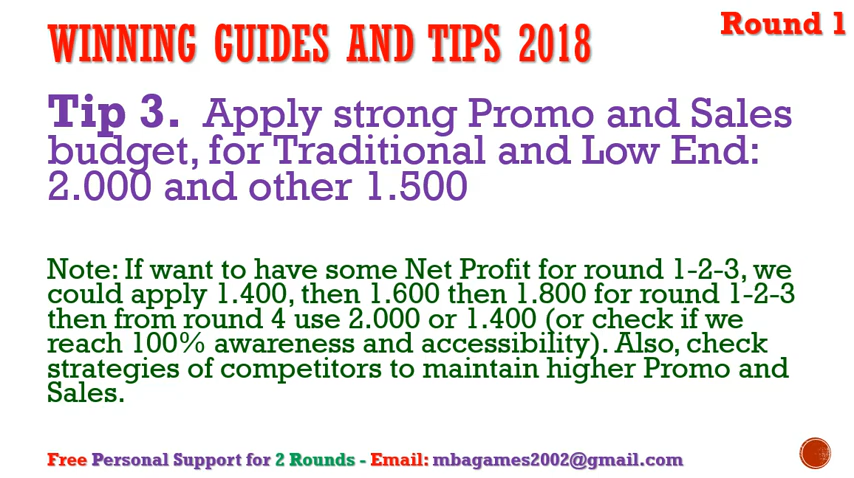 Round 1
WINNING GUIDES AND TIPS 2018
Tip 3. Apply strong Promo and Sales
budget, for Traditional and Low End:
2.000 and other 1.500
Note: If want to have some Net Profit for round 1-2-3, we
could apply 1.400, then 1.600 then 1.800 for round 1-2-3
then from round 4 use 2.000 or 1.400 (or check if we
reach 100% awareness and accessibility). Also, check
strategies of competitors to maintain higher Promo and
Sales.
Free Personal Support for 2 Rounds - Email: mbagames2002@gmail.com